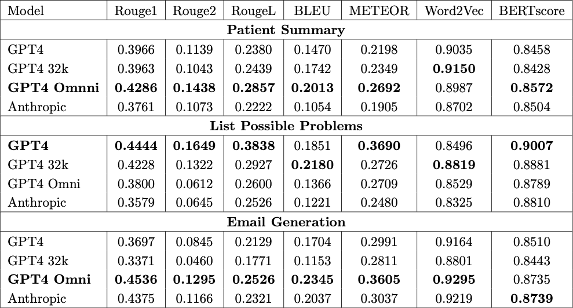 Model Rouge1 Rouge2 RougeL BLEU METEOR Word2Vec BERTscore
Patient Summary
GPT4 0.3966 0.1139 0.2380 0.1470 0.2198 0.9035 0.8458
GPT4 32k 0.3963 0.1043 0.2439 0.1742 0.2349 0.9150 0.8428
GPT4 Omnni 0.4286 0.1438 0.2857 0.2013 0.2692 0.8987 0.8572
Anthropic 0.3761 0.1073 0.2222 0.1054 0.1905 0.8702 0.8504
List Possible Problems
GPT4 0.4444 0.1649 0.3838 0.1851 0.3690 0.8496 0.9007
GPT4 32k 0.4228 0.1322 0.2927 0.2180 0.2726 0.8819 0.8881
GPT4 Omni 0.3800 0.0612 0.2600 0.1366 0.2709 0.8529 0.8789
Anthropic 0.3579 0.0645 0.2526 0.1221 0.2480 0.8325 0.8810
Email Generation
GPT4 0.3697 0.0845 0.2129 0.1704 0.2991 0.9164 0.8510
GPT4 32k 0.3371 0.0460 0.1771 0.1153 0.2811 0.8801 0.8443
GPT4 Omni 0.4536 0.1295 0.2526 0.2345 0.3605 0.9295 0.8735
Anthropic 0.4375 0.1166 0.2321 0.2037 0.3037 0.9219 0.8739